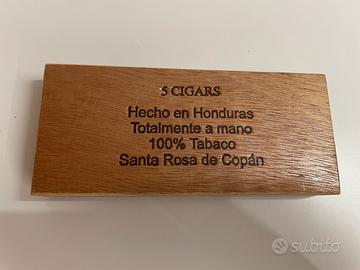 5 CIGARS
Hecho en Honduras
Totalmente a mano
100% Tabaco
Santa Rosa de Copán
subito